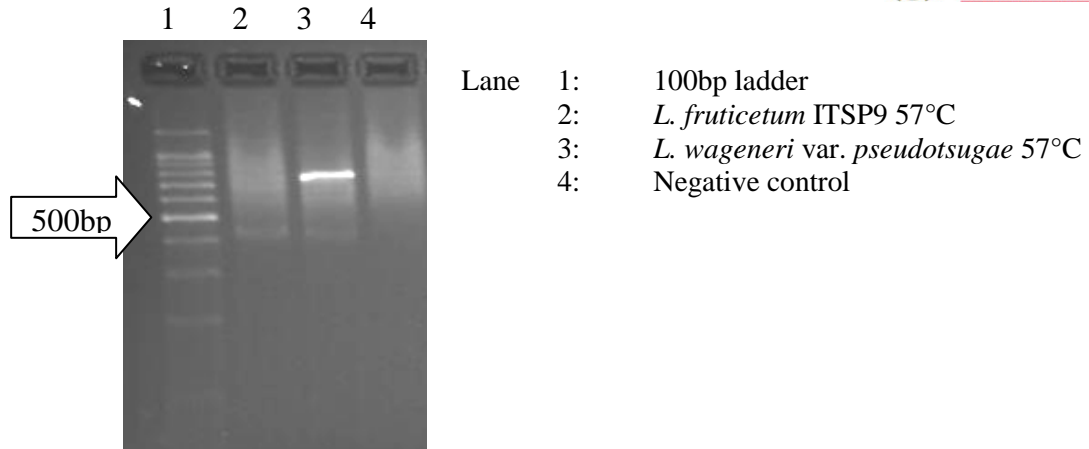 1 2 3 4
Lane 1: 100bp ladder
2: L. fruticetum ITSP9 57°C
3: L. wageneri var. pseudotsugae 57°C
4: Negative control
500bp